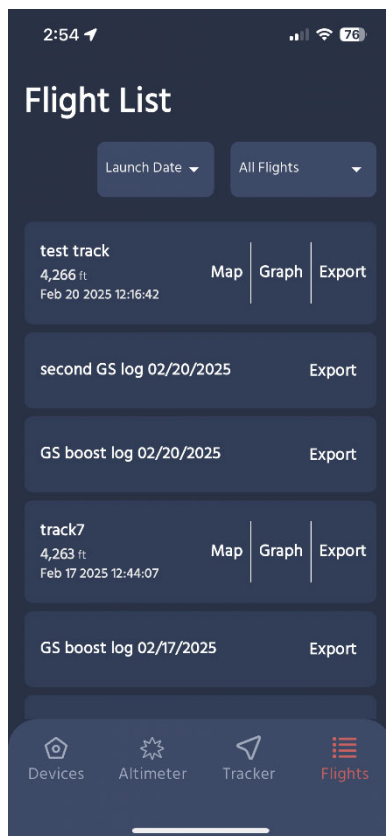 2:54
76
Flight List
Launch Date
All Flights
test track
4,266 ft
Feb 20 2025 12:16:42
Map
Graph
Export
second GS log 02/20/2025
Export
GS boost log 02/20/2025
Export
track7
4,263 ft
Feb 17 2025 12:44:07
Map
Graph
Export
GS boost log 02/17/2025
Export
Devices
Altimeter
Tracker
Flights